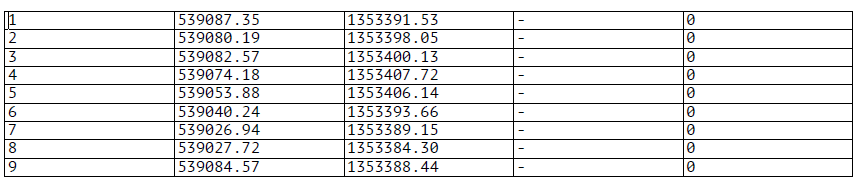 1 539087.35 1353391.53 - 0
2 539080.19 1353398.05 - 0
3 539082.57 1353400.13 - 0
4 539074.18 1353407.72 - 0
5 539053.88 1353406.14 - 0
6 539040.24 1353393.66 - 0
7 539026.94 1353389.15 - 0
8 539027.72 1353384.30 - 0
9 539084.57 1353388.44 - 0